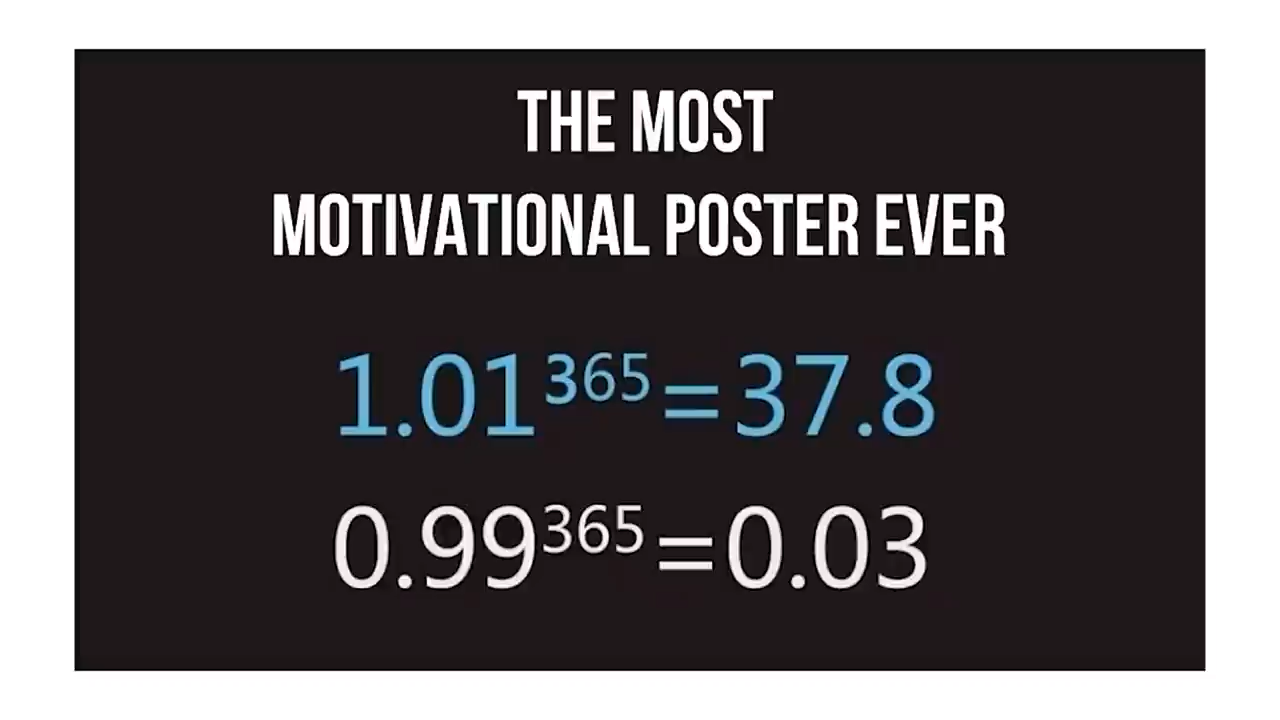 THE MOST
MOTIVATIONAL POSTER EVER
1.01³⁶⁵=37.8
0.99³⁶⁵=0.03